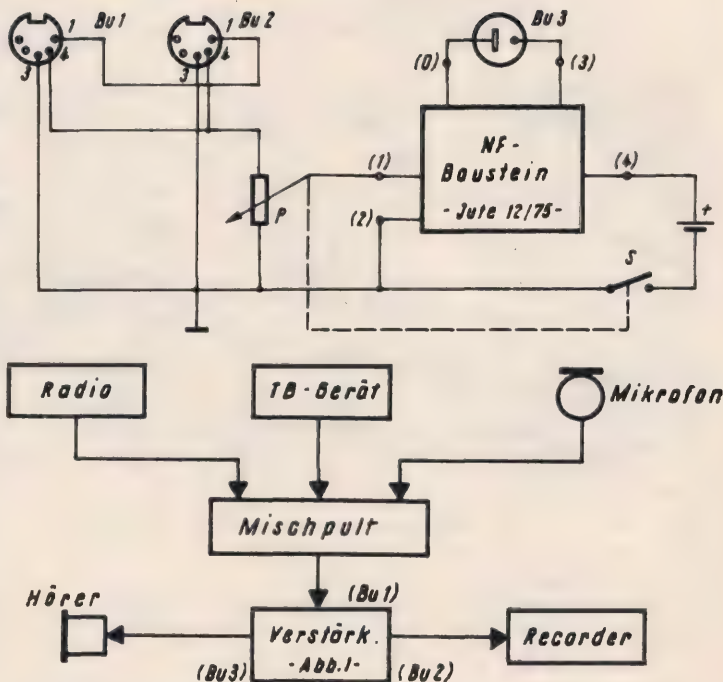 1
Bu 1
4
3
1
Bu 2
4
3
Bu 3
(0)
(3)
NF-
Baustein
- Jute 12/75 -
(1)
(2)
(4)
+
P
S
Radio
TB-Gerät
Mikrofon
Mischpult
(Bu1)
Hörer
Verstärk.
- Abb.1 -
Recorder
(Bu3)
(Bu2)